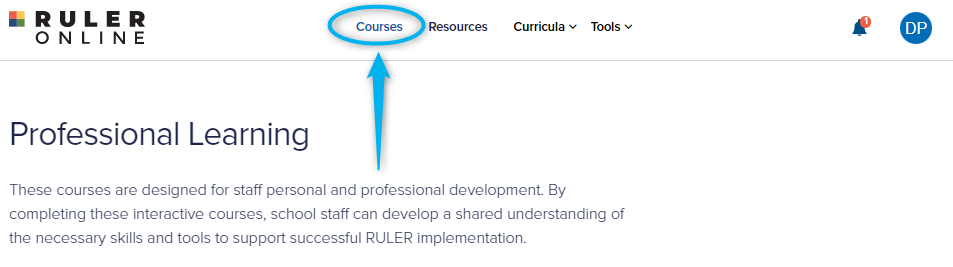 RULER
ONLINE
Courses Resources Curricula Tools 1 DP
Professional Learning
These courses are designed for staff personal and professional development. By
completing these interactive courses, school staff can develop a shared understanding of
the necessary skills and tools to support successful RULER implementation.